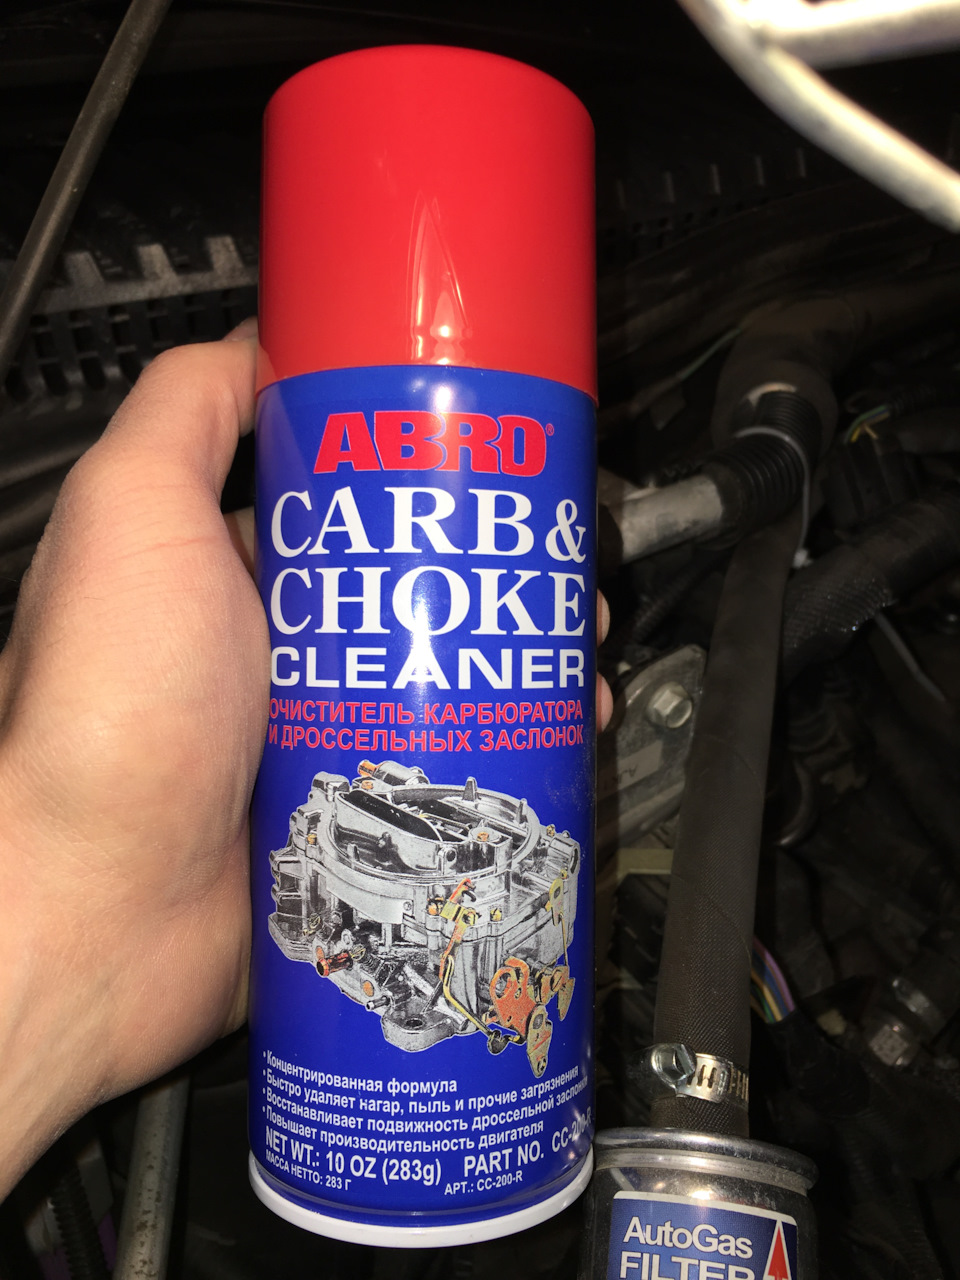 ABRO®
CARB &
CHOKE
CLEANER
ОЧИСТИТЕЛЬ КАРБЮРАТОРА
И ДРОССЕЛЬНЫХ ЗАСЛОНОК
• Концентрированная формула
• Быстро удаляет нагар, пыль и прочие загрязнения
• Восстанавливает подвижность дроссельной заслонки
• Повышает производительность двигателя
NET WT.: 10 OZ (283g) PART NO. CC-200-R
МАССА НЕТТО: 283 Г АРТ.: CC-200-R
AutoGas
FILTER